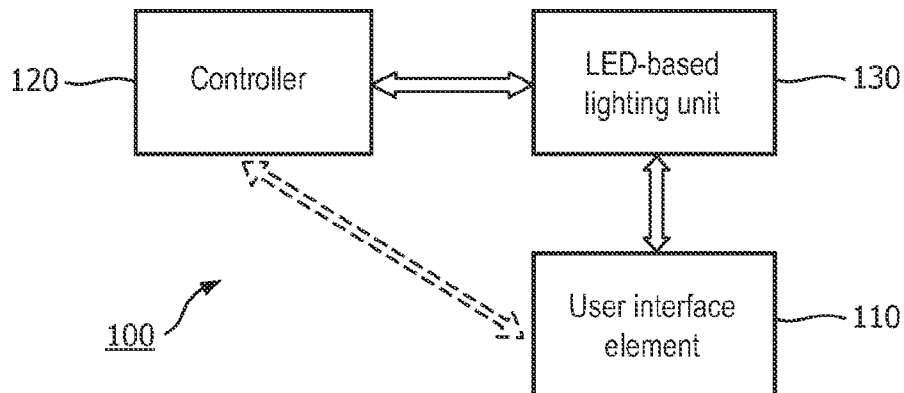 120
Controller
LED-based
lighting unit
130
100
User interface
element
110